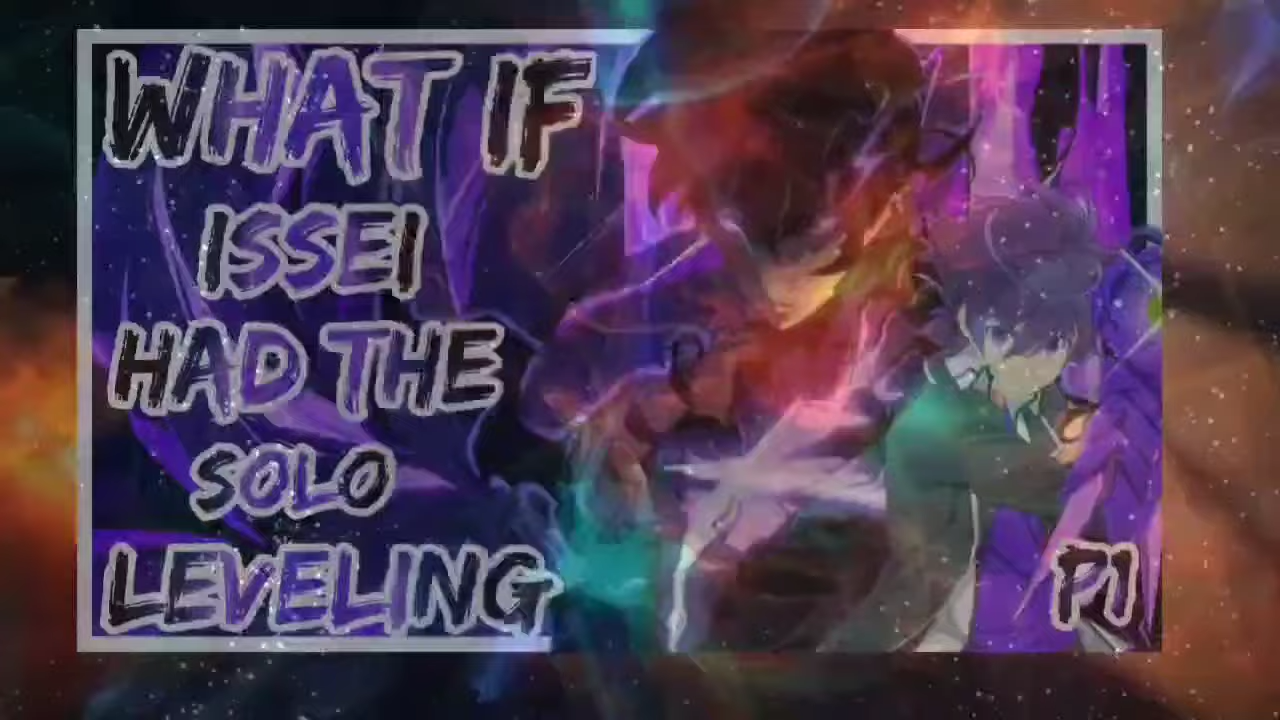 WHAT IF
ISSEI
HAD THE
SOLO
LEVELING
P1